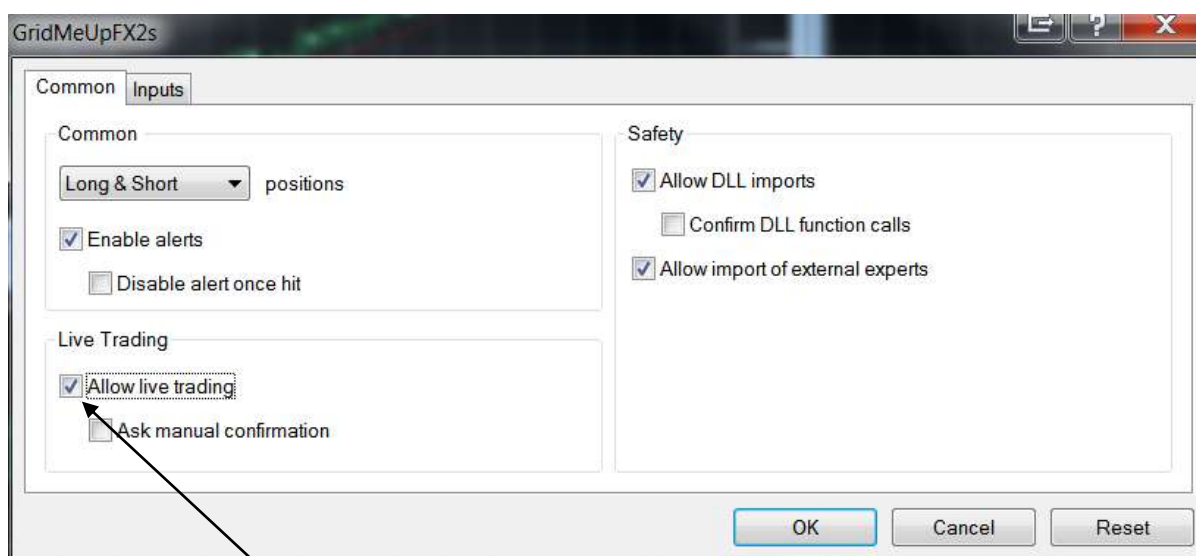 GridMeUpFX2s
Common Inputs
Common
Long & Short positions
Enable alerts
Disable alert once hit
Live Trading
Allow live trading
Ask manual confirmation
Safety
Allow DLL imports
Confirm DLL function calls
Allow import of external experts
OK Cancel Reset